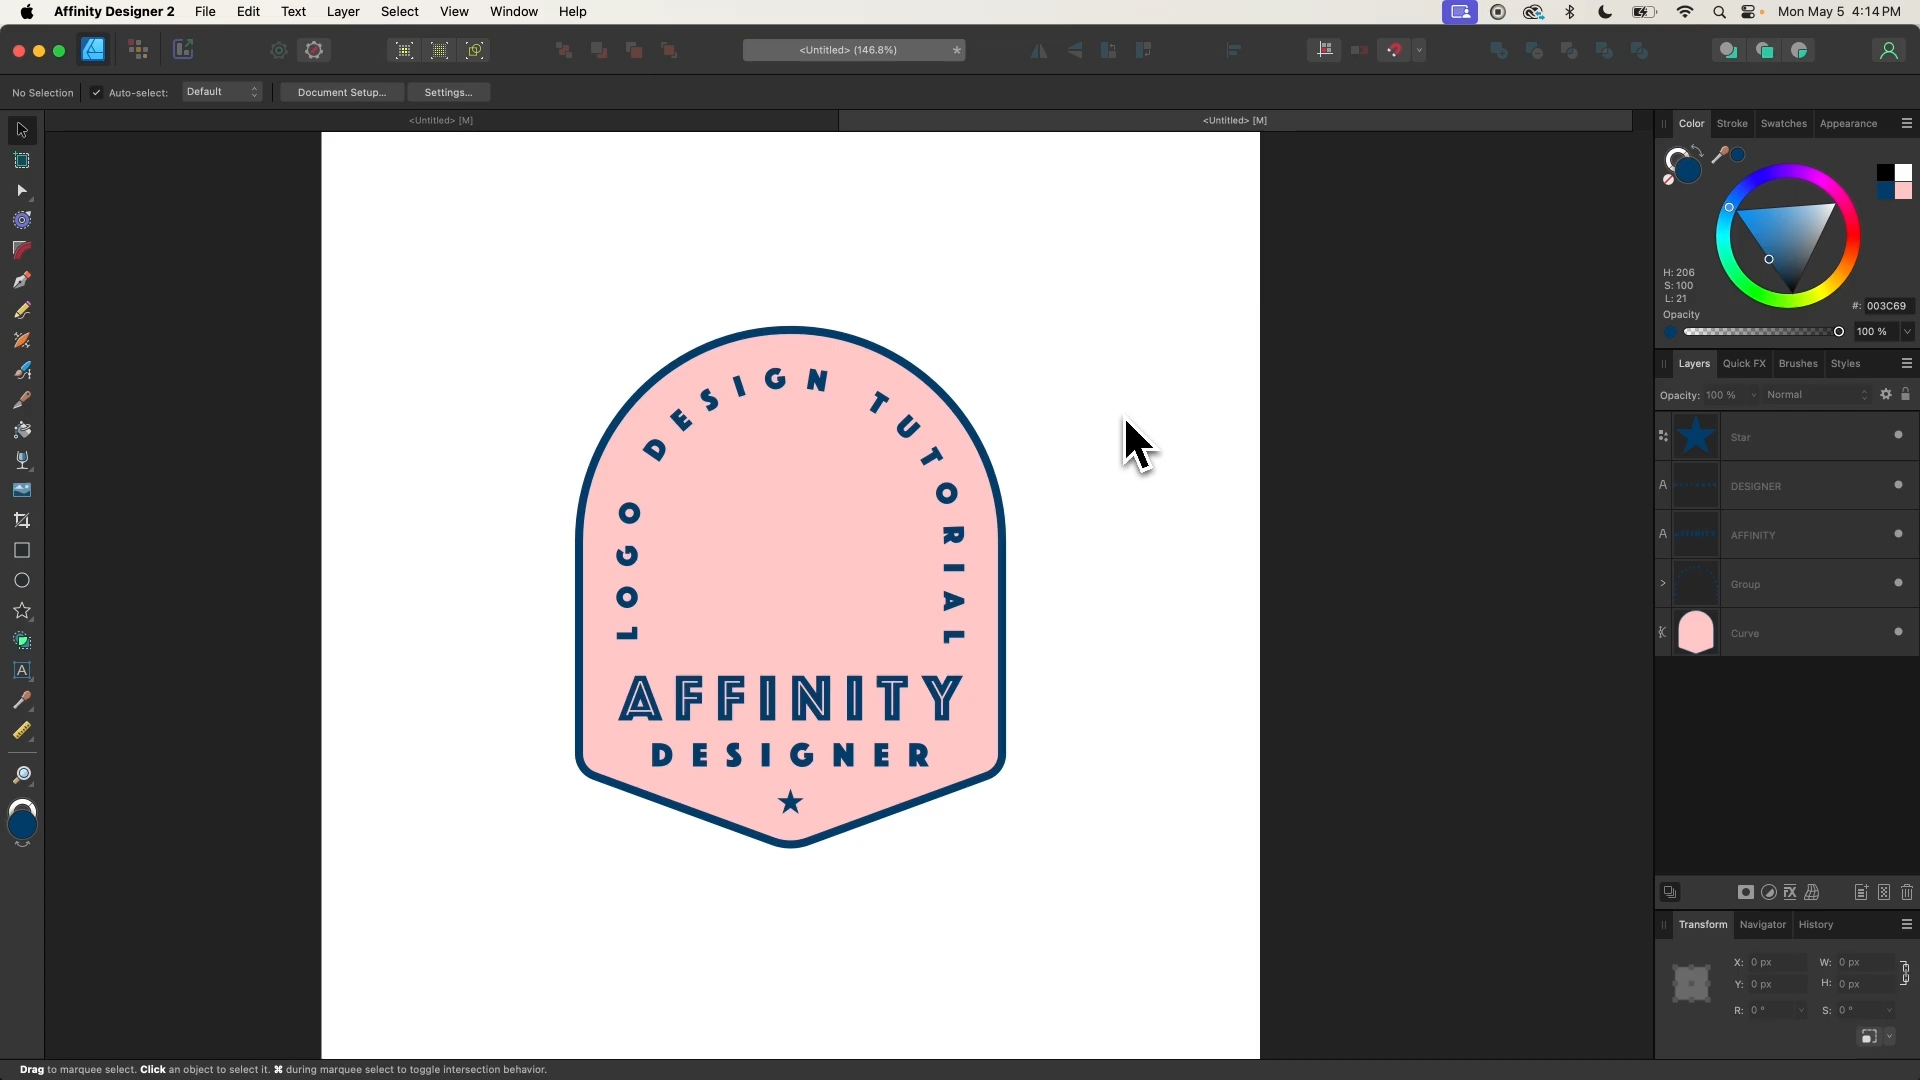 Affinity Designer 2 File Edit Text Layer Select View Window Help Mon May 5 4:14 PM
<Untitled> (146.8%) *
No Selection Auto-select: Default Document Setup... Settings...
<Untitled> [M] <Untitled> [M]
Color Stroke Swatches Appearance
H: 206
S: 100
L: 21
#: 003C69
Opacity
100 %
Layers Quick FX Brushes Styles
Opacity: 100 % Normal
Star
DESIGNER
AFFINITY
Group
Curve
LOGO DESIGN TUTORIAL
AFFINITY
DESIGNER
Transform Navigator History
X: 0 px W: 0 px
Y: 0 px H: 0 px
R: 0 ° S: 0 °
Drag to marquee select. Click an object to select it. ⌘ during marquee select to toggle intersection behavior.